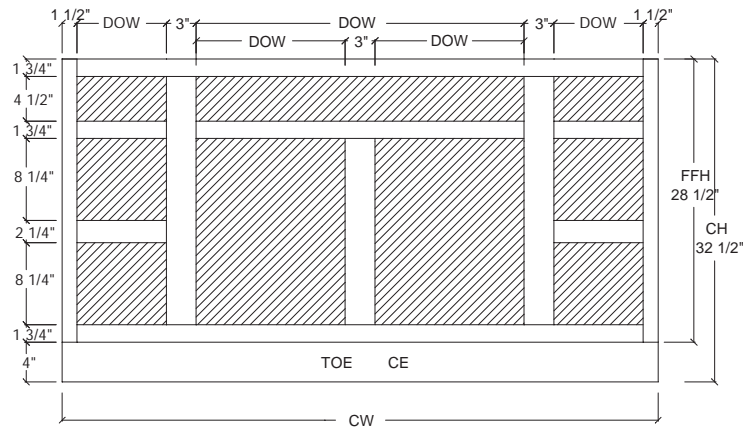 1 1/2" DOW 3" DOW 3" DOW 1 1/2"
DOW 3" DOW
1 3/4"
4 1/2"
1 3/4"
8 1/4"
2 1/4"
8 1/4"
1 3/4"
4"
FFH
28 1/2"
CH
32 1/2"
TOE CE
CW